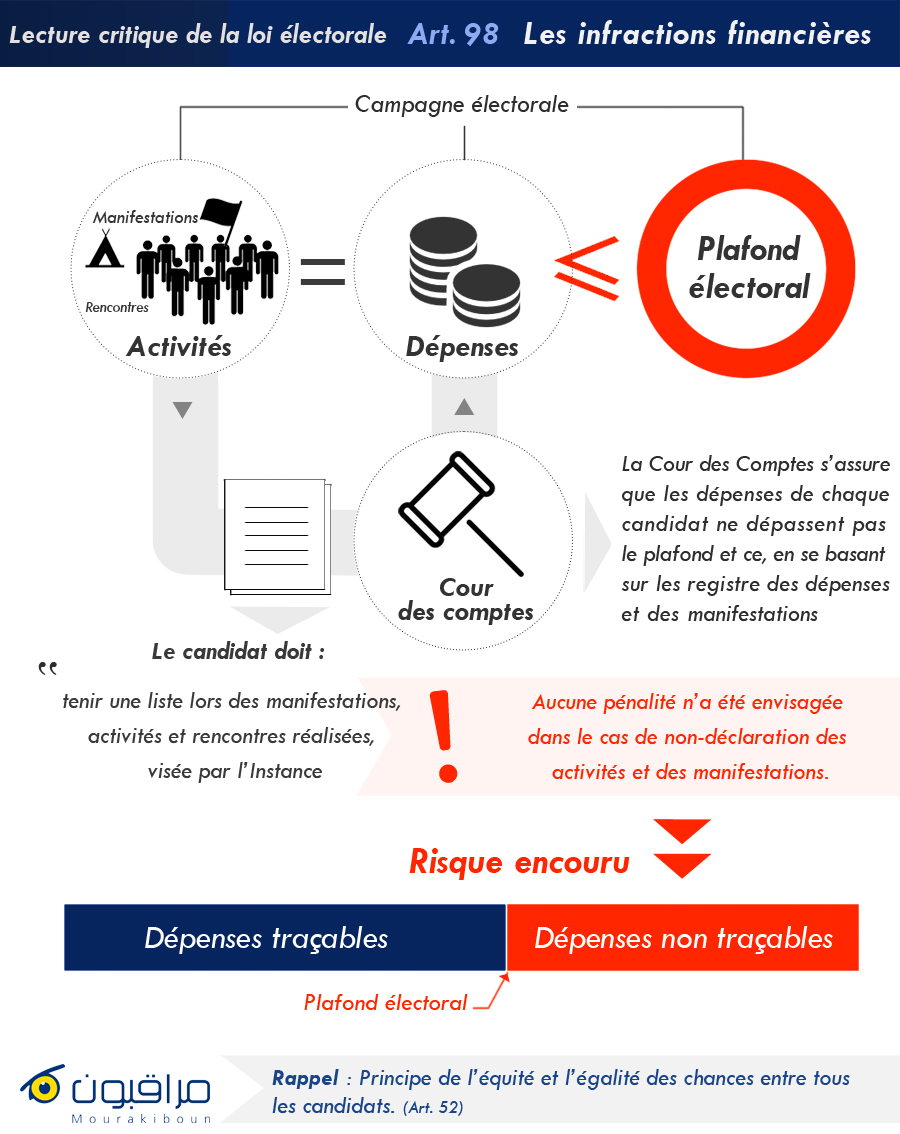 Lecture critique de la loi électorale Art. 98 Les infractions financières
Campagne électorale
Manifestations
Rencontres
Activités
=
Dépenses
≤
Plafond
électoral
Cour
des comptes
La Cour des Comptes s'assure
que les dépenses de chaque
candidat ne dépassent pas
le plafond et ce, en se basant
sur les registre des dépenses
et des manifestations
Le candidat doit :
“
tenir une liste lors des manifestations,
activités et rencontres réalisées,
visée par l'Instance
!
Aucune pénalité n'a été envisagée
dans le cas de non-déclaration des
activités et des manifestations.
Risque encouru
Dépenses traçables
Dépenses non traçables
Plafond électoral
مراقبون
Mourakiboun
Rappel : Principe de l'équité et l'égalité des chances entre tous
les candidats. (Art. 52)